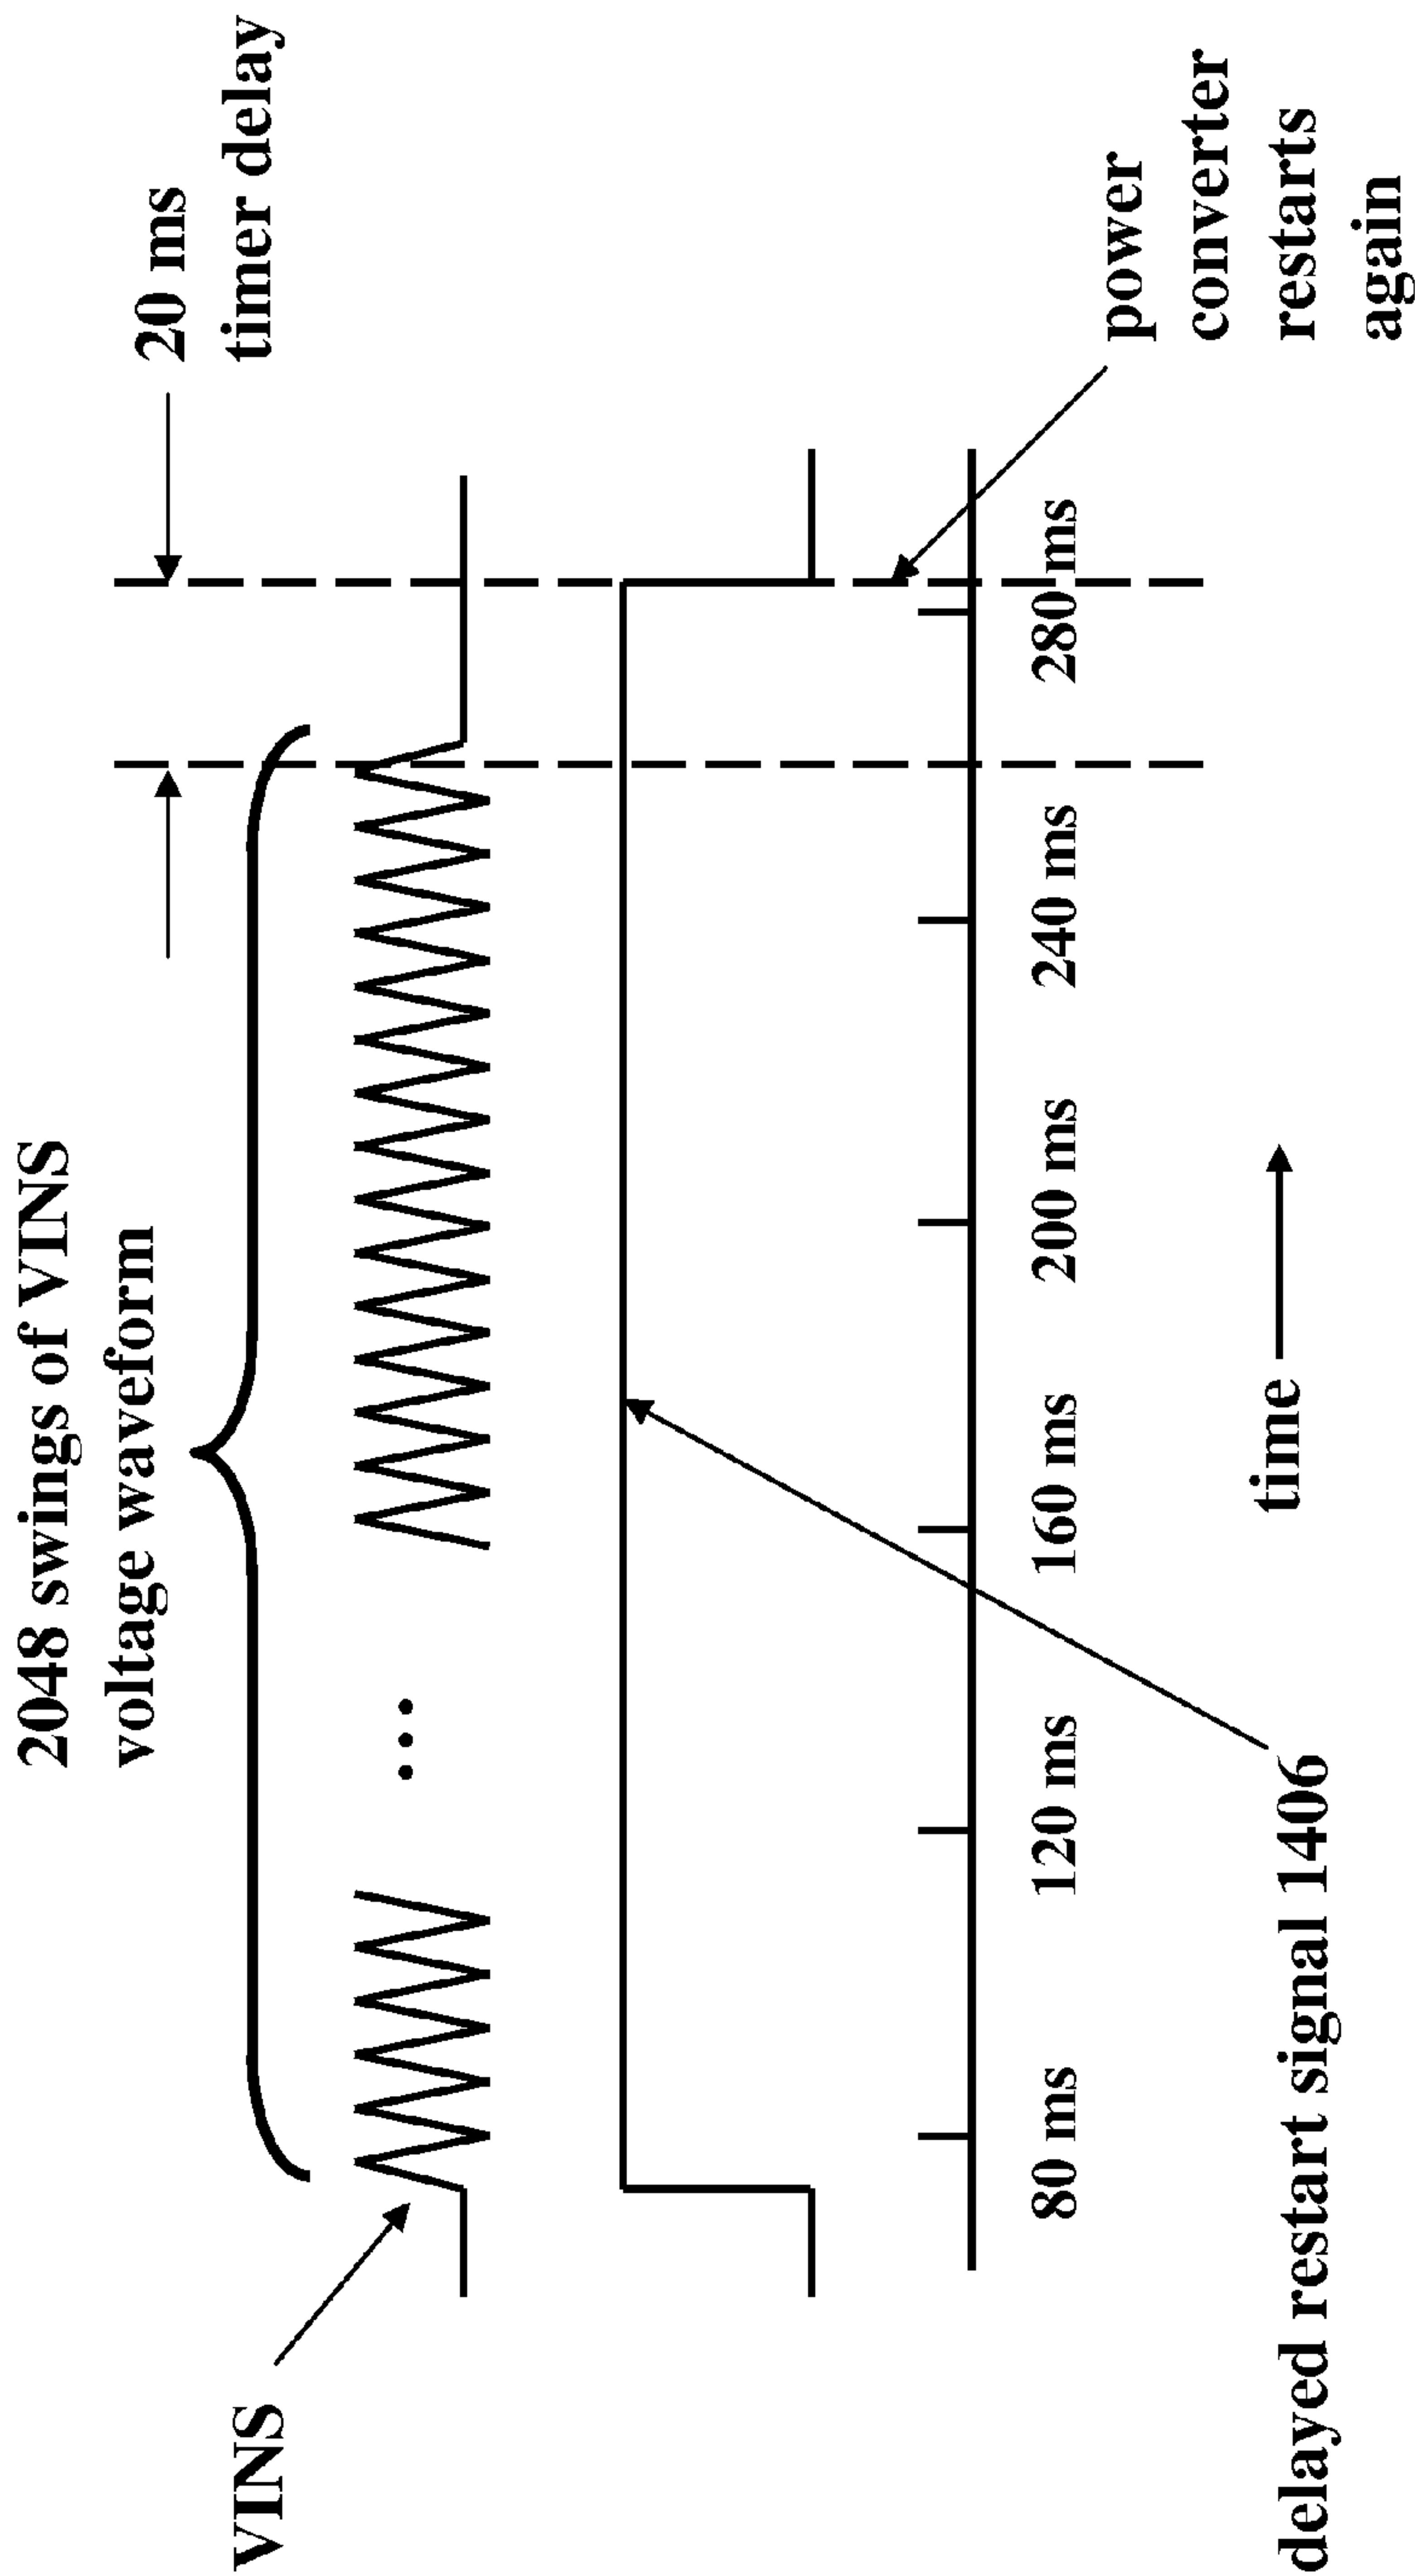 2048 swings of VINS
voltage waveform
20 ms
timer delay
VINS
80 ms
120 ms
160 ms
200 ms
240 ms
280 ms
power
converter
restarts
again
time
delayed restart signal 1406